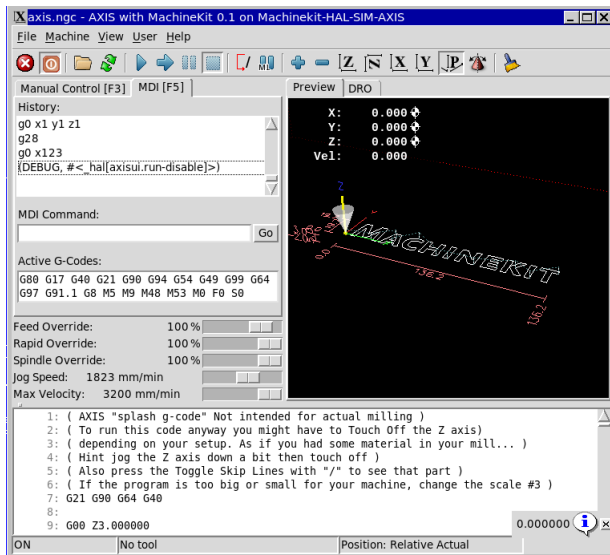 axis.ngc - AXIS with MachineKit 0.1 on Machinekit-HAL-SIM-AXIS
File Machine View User Help
ML Z N X Y P
Manual Control [F3] MDI [F5]
History:
g0 x1 y1 z1
g28
g0 x123
(DEBUG, #<_hal[axisui.run-disable]>)
MDI Command:
Go
Active G-Codes:
G80 G17 G40 G21 G90 G94 G54 G49 G99 G64
G97 G91.1 G8 M5 M9 M48 M53 M0 F0 S0
Feed Override: 100 %
Rapid Override: 100 %
Spindle Override: 100 %
Jog Speed: 1823 mm/min
Max Velocity: 3200 mm/min
Preview DRO
X: 0.000
Y: 0.000
Z: 0.000
Vel: 0.000
Z
MACHINEKIT
0.0
136.2
136.2
1: ( AXIS "splash g-code" Not intended for actual milling )
2: ( To run this code anyway you might have to Touch Off the Z axis)
3: ( depending on your setup. As if you had some material in your mill... )
4: ( Hint jog the Z axis down a bit then touch off )
5: ( Also press the Toggle Skip Lines with "/" to see that part )
6: ( If the program is too big or small for your machine, change the scale #3 )
7: G21 G90 G64 G40
8:
9: G00 Z3.000000
0.000000
ON No tool Position: Relative Actual